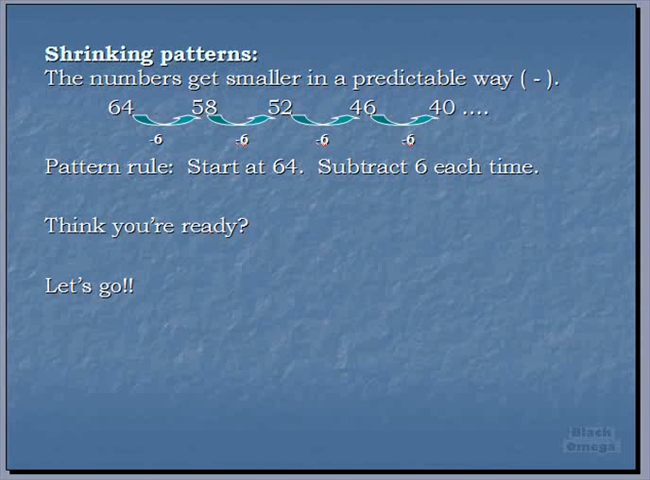 Shrinking patterns:
The numbers get smaller in a predictable way ( - ).
64 58 52 46 40 ....
-6 -6 -6 -6
Pattern rule:  Start at 64.  Subtract 6 each time.
Think you're ready?
Let's go!!
Black
Omega